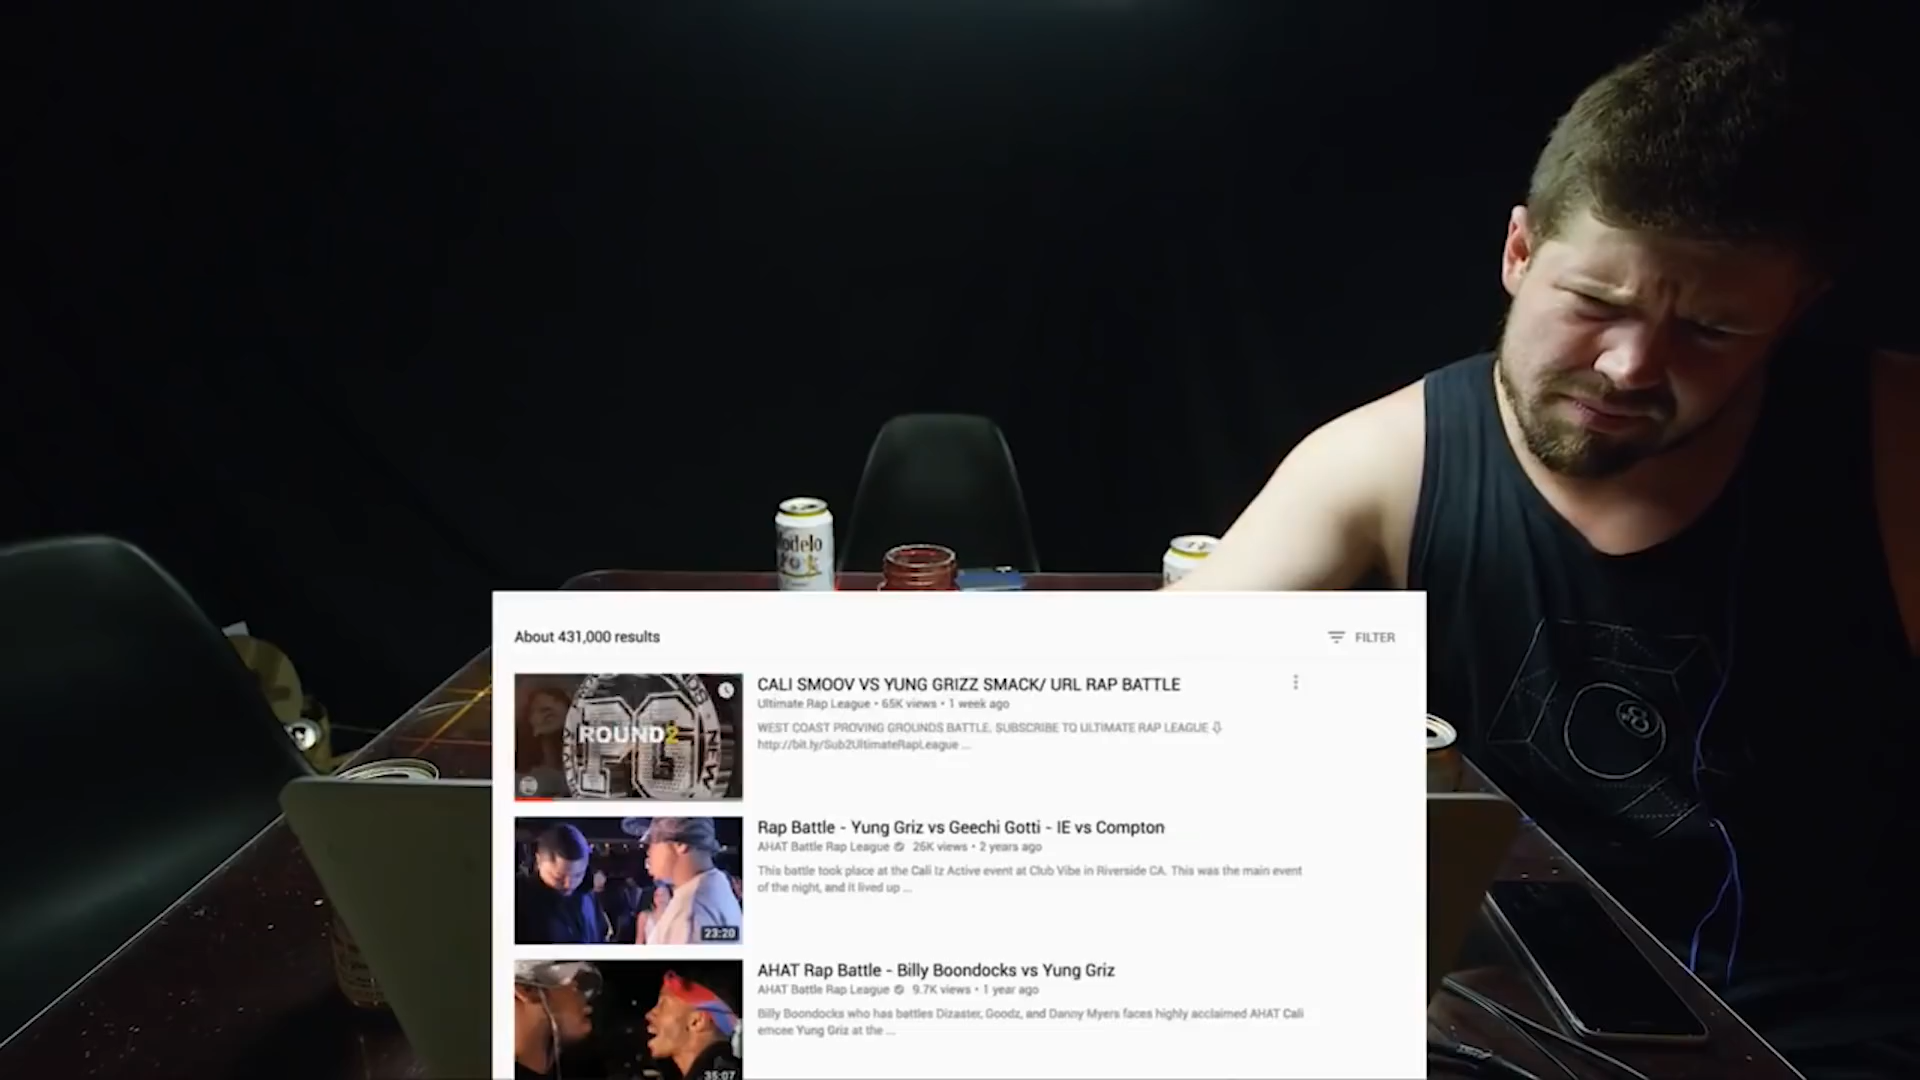 Modelo
About 431,000 results
FILTER
ROUND2
CALI SMOOV VS YUNG GRIZZ SMACK/ URL RAP BATTLE
Ultimate Rap League • 65K views • 1 week ago
WEST COAST PROVING GROUNDS BATTLE. SUBSCRIBE TO ULTIMATE RAP LEAGUE ⇩
http://bit.ly/Sub2UltimateRapLeague ...
23:20
Rap Battle - Yung Griz vs Geechi Gotti - IE vs Compton
AHAT Battle Rap League 26K views • 2 years ago
This battle took place at the Cali Iz Active event at Club Vibe in Riverside CA. This was the main event
of the night, and it lived up ...
35:07
AHAT Rap Battle - Billy Boondocks vs Yung Griz
AHAT Battle Rap League 9.7K views • 1 year ago
Billy Boondocks who has battles Dizaster, Goodz, and Danny Myers faces highly acclaimed AHAT Cali
emcee Yung Griz at the ...